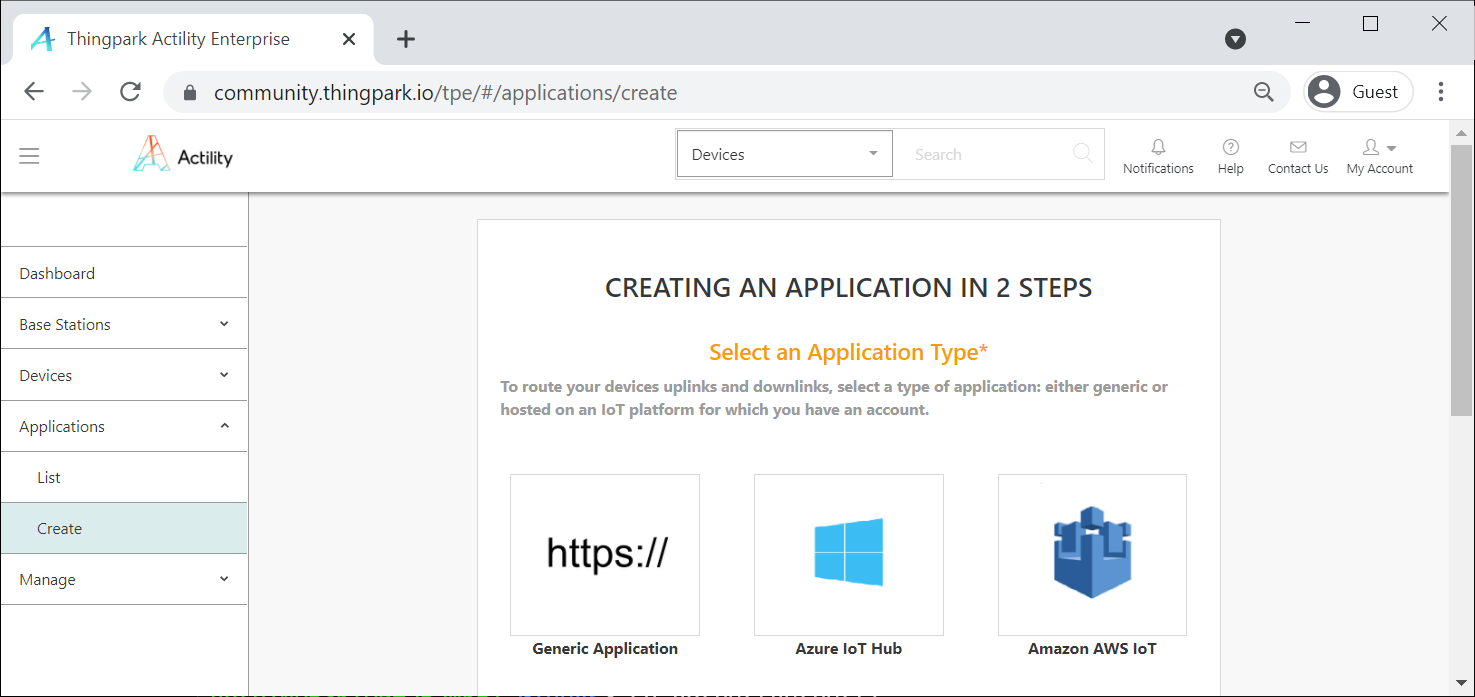 Thingpark Actility Enterprise
community.thingpark.io/tpe/#/applications/create
Guest
Actility
Devices
Search
Notifications
Help
Contact Us
My Account
Dashboard
Base Stations
Devices
Applications
List
Create
Manage
CREATING AN APPLICATION IN 2 STEPS
Select an Application Type*
To route your devices uplinks and downlinks, select a type of application: either generic or
hosted on an IoT platform for which you have an account.
https://
Generic Application
Azure IoT Hub
Amazon AWS IoT